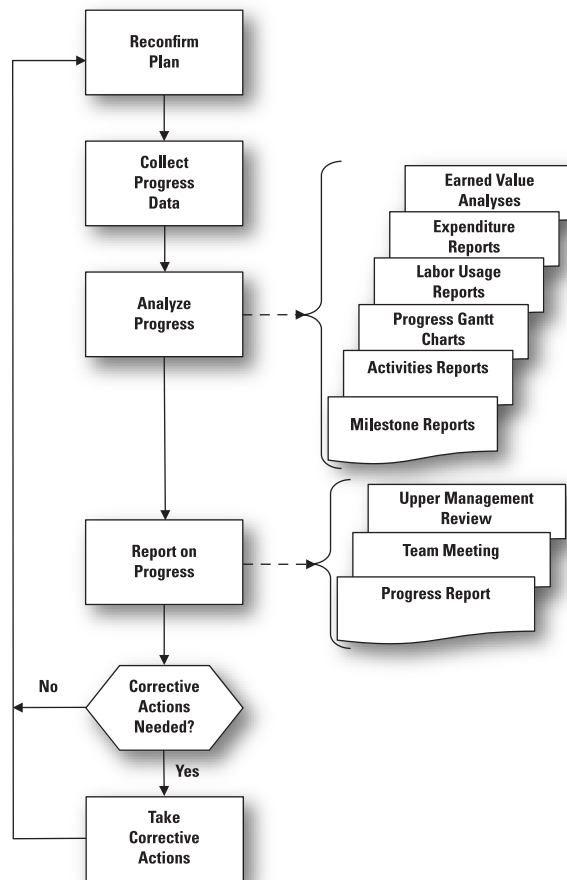 Reconfirm
Plan
Collect
Progress
Data
Analyze
Progress
Earned Value
Analyses
Expenditure
Reports
Labor Usage
Reports
Progress Gantt
Charts
Activities Reports
Milestone Reports
Report on
Progress
Upper Management
Review
Team Meeting
Progress Report
Corrective
Actions
Needed?
No
Yes
Take
Corrective
Actions